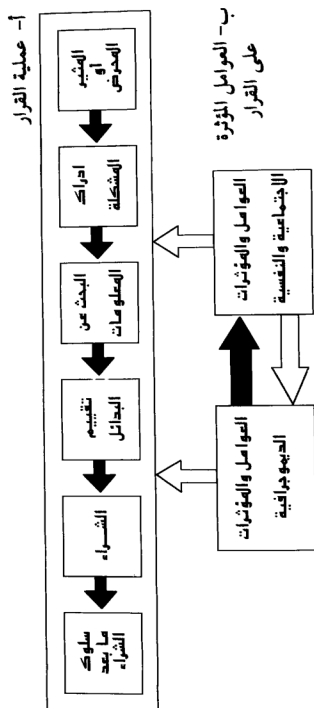 أ- عملية القرار
المحرض
أو
المثير
ادراك
المشكلة
البحث عن
المعلومات
تقييم
البدائل
الشراء
سلوك
ما بعد
الشراء
ب- العوامل المؤثرة
على القرار
العوامل والمؤثرات
الاجتماعية والنفسية
العوامل والمؤثرات
الديموجرافية